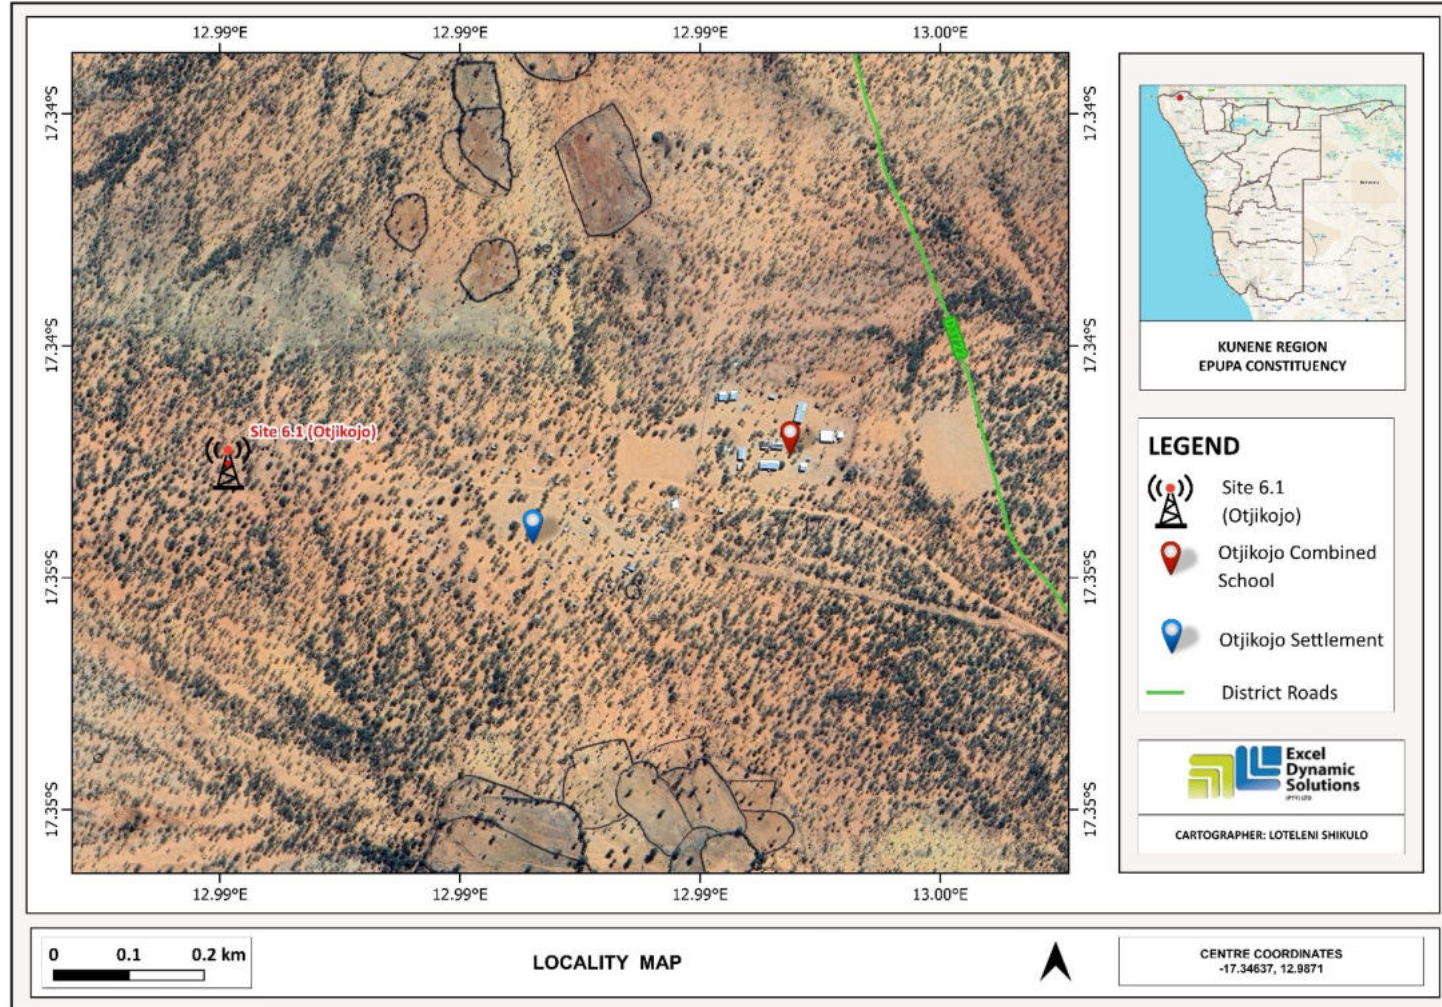 12.99°E 12.99°E 12.99°E 13.00°E
17.34°S
17.34°S
17.35°S
17.35°S
Site 6.1 (Otjikojo)
17.34°S
17.34°S
17.35°S
17.35°S
12.99°E 12.99°E 12.99°E 13.00°E
KUNENE REGION
EPUPA CONSTITUENCY
LEGEND
Site 6.1
(Otjikojo)
Otjikojo Combined
School
Otjikojo Settlement
District Roads
Excel
Dynamic
Solutions
(PTY) LTD
CARTOGRAPHER: LOTELENI SHIKULO
0 0.1 0.2 km
LOCALITY MAP
CENTRE COORDINATES
-17.34637, 12.9871